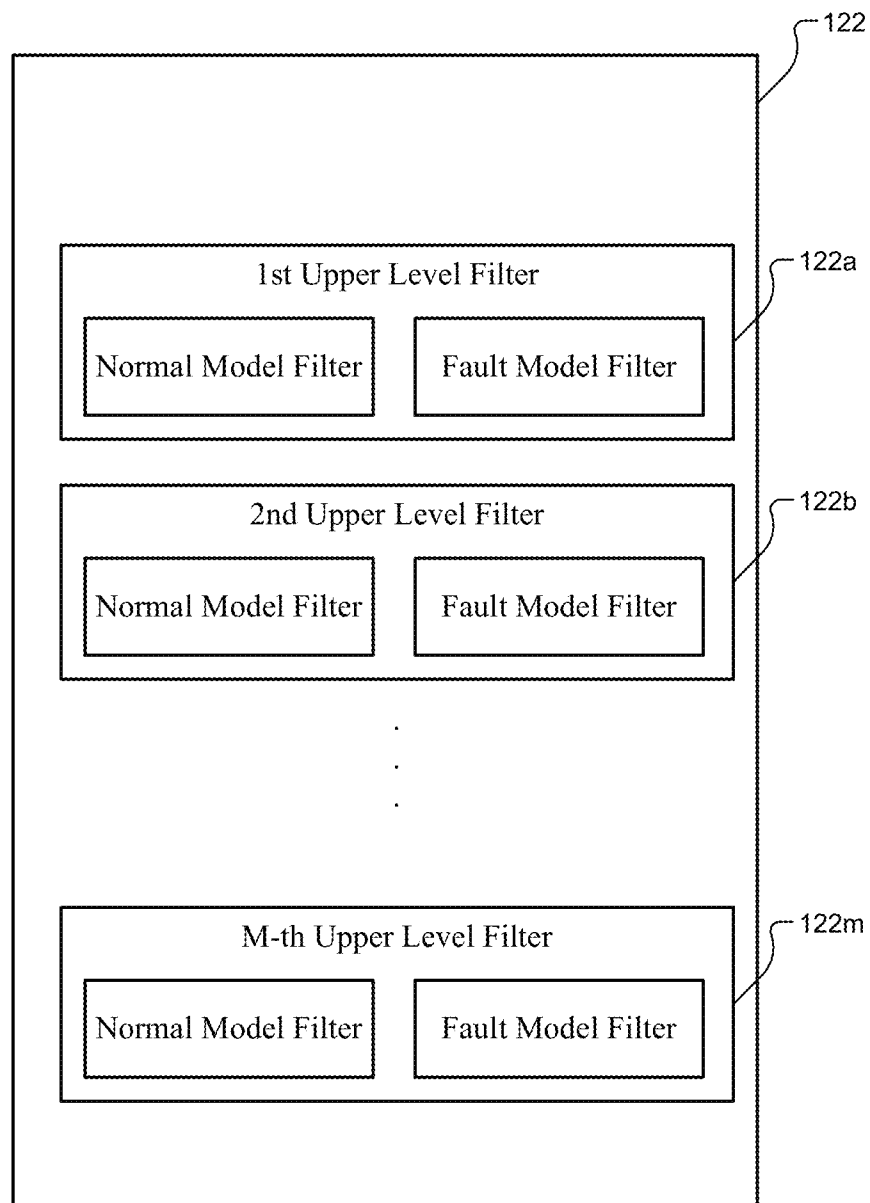 122
1st Upper Level Filter
122a
Normal Model Filter
Fault Model Filter
2nd Upper Level Filter
122b
Normal Model Filter
Fault Model Filter
.
.
.
M-th Upper Level Filter
122m
Normal Model Filter
Fault Model Filter